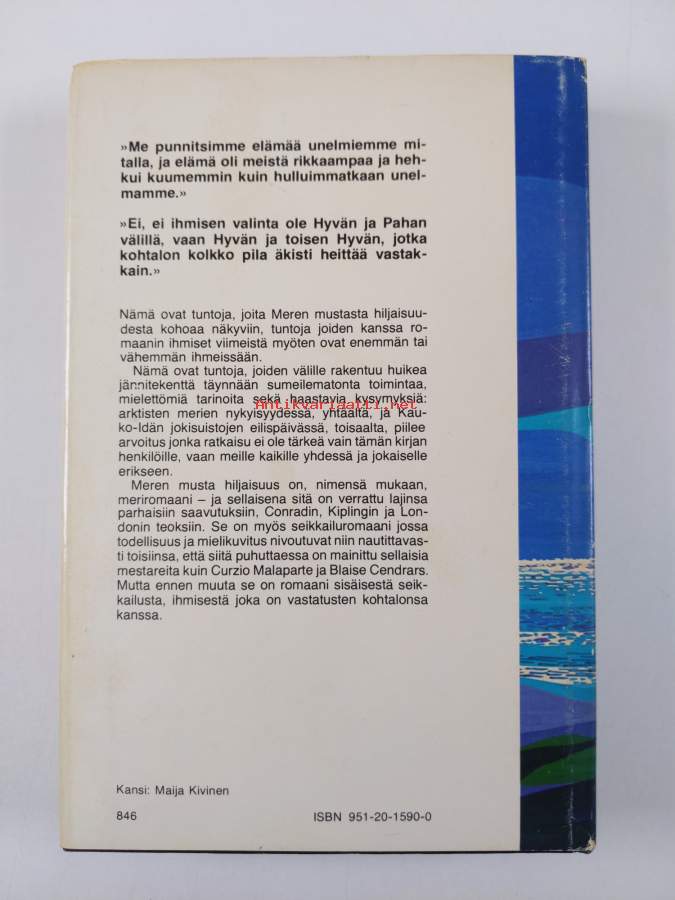 »Me punnitsimme elämää unelmiemme mi-
talla, ja elämä oli meistä rikkaampaa ja heh-
kui kuumemmin kuin hulluimmatkaan unel-
mamme.»
»Ei, ei ihmisen valinta ole Hyvän ja Pahan
välillä, vaan Hyvän ja toisen Hyvän, jotka
kohtalon kolkko pila äkisti heittää vastak-
kain.»
Nämä ovat tuntoja, joita Meren mustasta hiljaisuu-
desta kohoaa näkyviin, tuntoja joiden kanssa ro-
maanin ihmiset viimeistä myöten ovat enemmän tai
vähemmän ihmeissään.
Nämä ovat tuntoja, joiden välille rakentuu huikea
jännitekenttä täynnään sumeilematonta toimintaa,
mielettömiä tarinoita sekä haastavia kysymyksiä:
Antikvariaatti.net
arktisten merien nykyisyydessä, yhtäältä, ja Kau-
ko-Idän jokisuistojen eilispäivässä, toisaalta, piilee
arvoitus jonka ratkaisu ei ole tärkeä vain tämän kirjan
henkilöille, vaan meille kaikille yhdessä ja jokaiselle
erikseen.
Meren musta hiljaisuus on, nimensä mukaan,
meriromaani – ja sellaisena sitä on verrattu lajinsa
parhaisiin saavutuksiin, Conradin, Kiplingin ja Lon-
donin teoksiin. Se on myös seikkailuromaani jossa
todellisuus ja mielikuvitus nivoutuvat niin nautittavas-
ti toisiinsa, että siitä puhuttaessa on mainittu sellaisia
mestareita kuin Curzio Malaparte ja Blaise Cendrars.
Mutta ennen muuta se on romaani sisäisestä seik-
kailusta, ihmisestä joka on vastatusten kohtalonsa
kanssa.
Kansi: Maija Kivinen
846 ISBN 951-20-1590-0